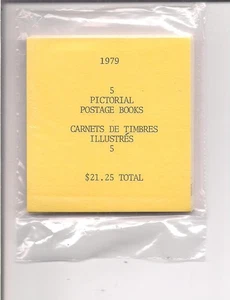 1979
5
PICTORIAL
POSTAGE BOOKS
CARNETS DE TIMBRES
ILLUSTRÉS
5
$21.25 TOTAL